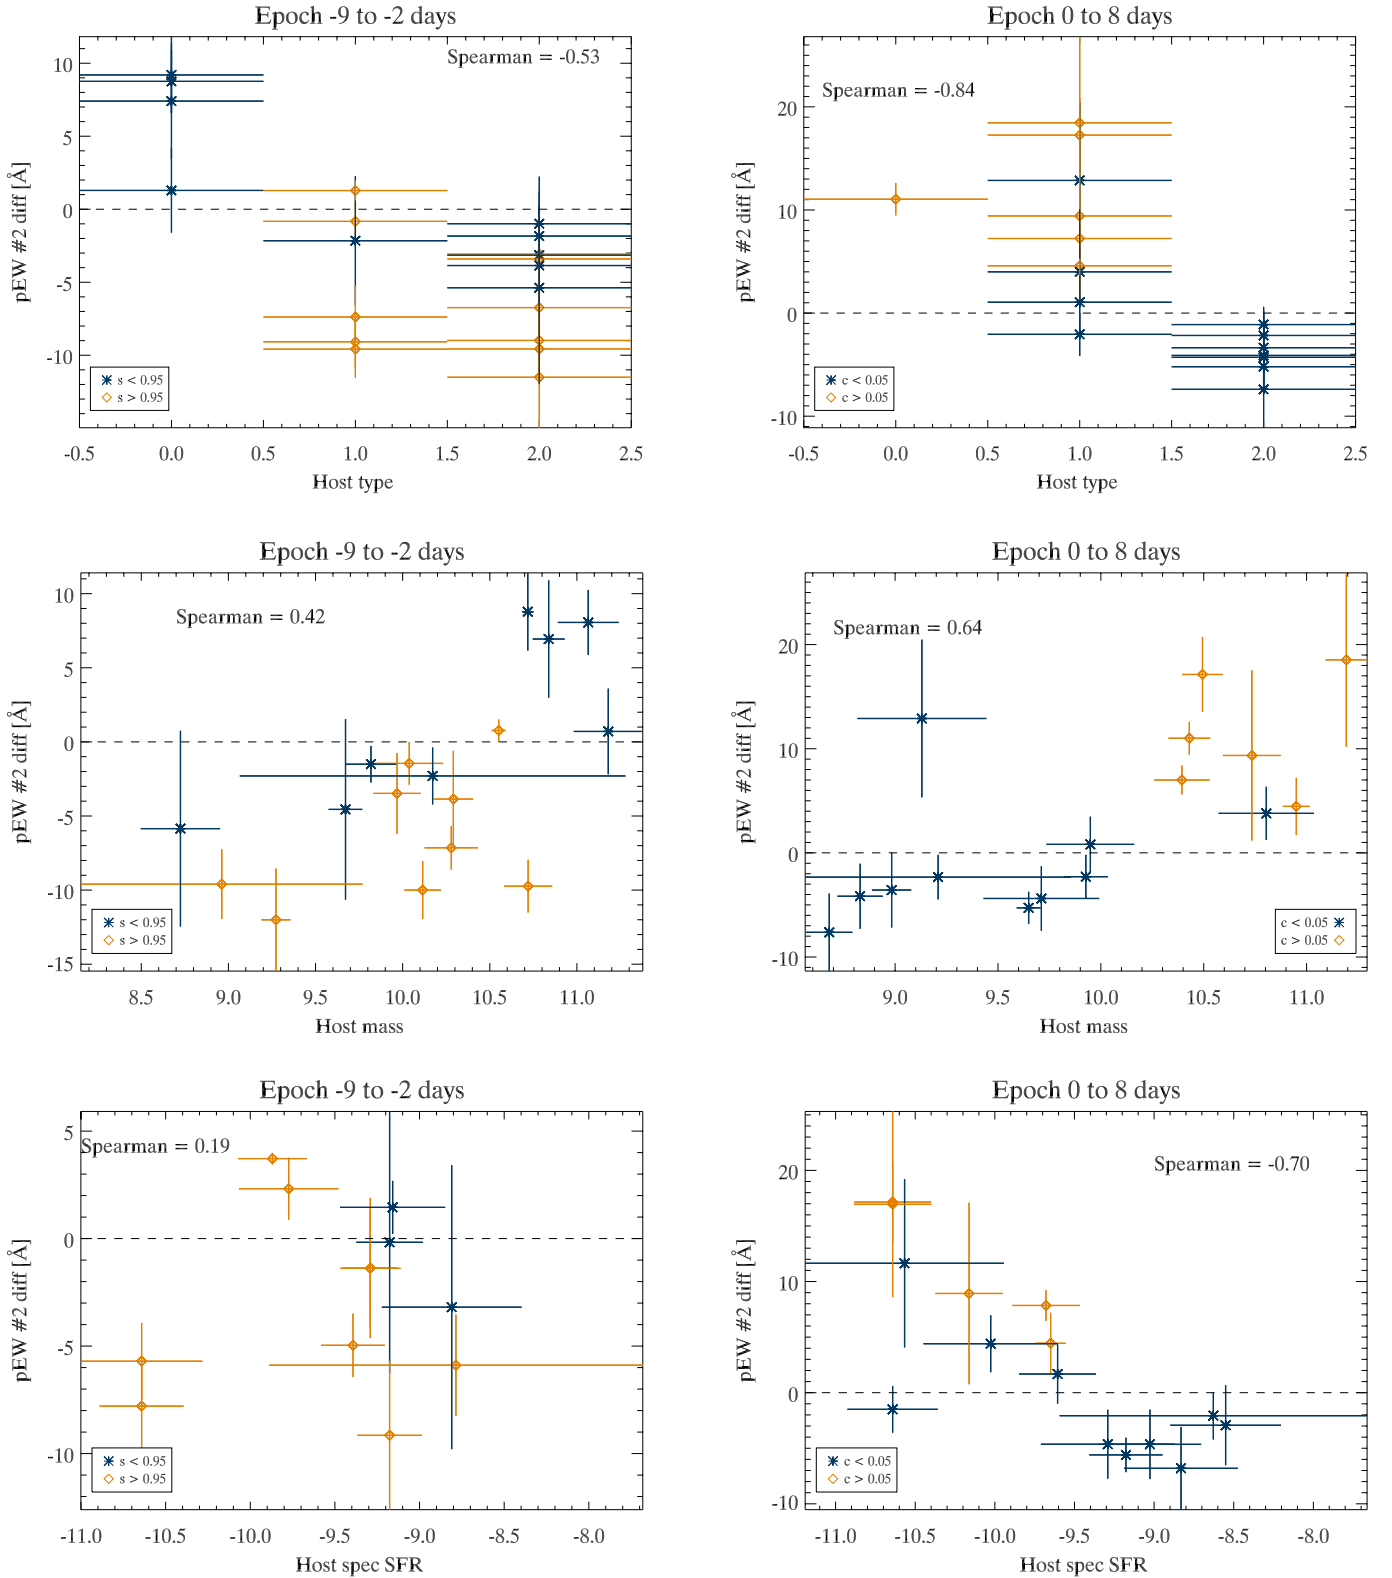 Epoch -9 to -2 days
Spearman = -0.53
pEW #2 diff [Å]
10
5
0
-5
-10
s < 0.95
s > 0.95
-0.5 0.0 0.5 1.0 1.5 2.0 2.5
Host type
Epoch 0 to 8 days
Spearman = -0.84
pEW #2 diff [Å]
20
10
0
-10
c < 0.05
c > 0.05
-0.5 0.0 0.5 1.0 1.5 2.0 2.5
Host type
Epoch -9 to -2 days
Spearman = 0.42
pEW #2 diff [Å]
10
5
0
-5
-10
-15
s < 0.95
s > 0.95
8.5 9.0 9.5 10.0 10.5 11.0
Host mass
Epoch 0 to 8 days
Spearman = 0.64
pEW #2 diff [Å]
20
10
0
-10
c < 0.05
c > 0.05
9.0 9.5 10.0 10.5 11.0
Host mass
Epoch -9 to -2 days
Spearman = 0.19
pEW #2 diff [Å]
5
0
-5
-10
s < 0.95
s > 0.95
-11.0 -10.5 -10.0 -9.5 -9.0 -8.5 -8.0
Host spec SFR
Epoch 0 to 8 days
Spearman = -0.70
pEW #2 diff [Å]
20
10
0
-10
c < 0.05
c > 0.05
-11.0 -10.5 -10.0 -9.5 -9.0 -8.5 -8.0
Host spec SFR